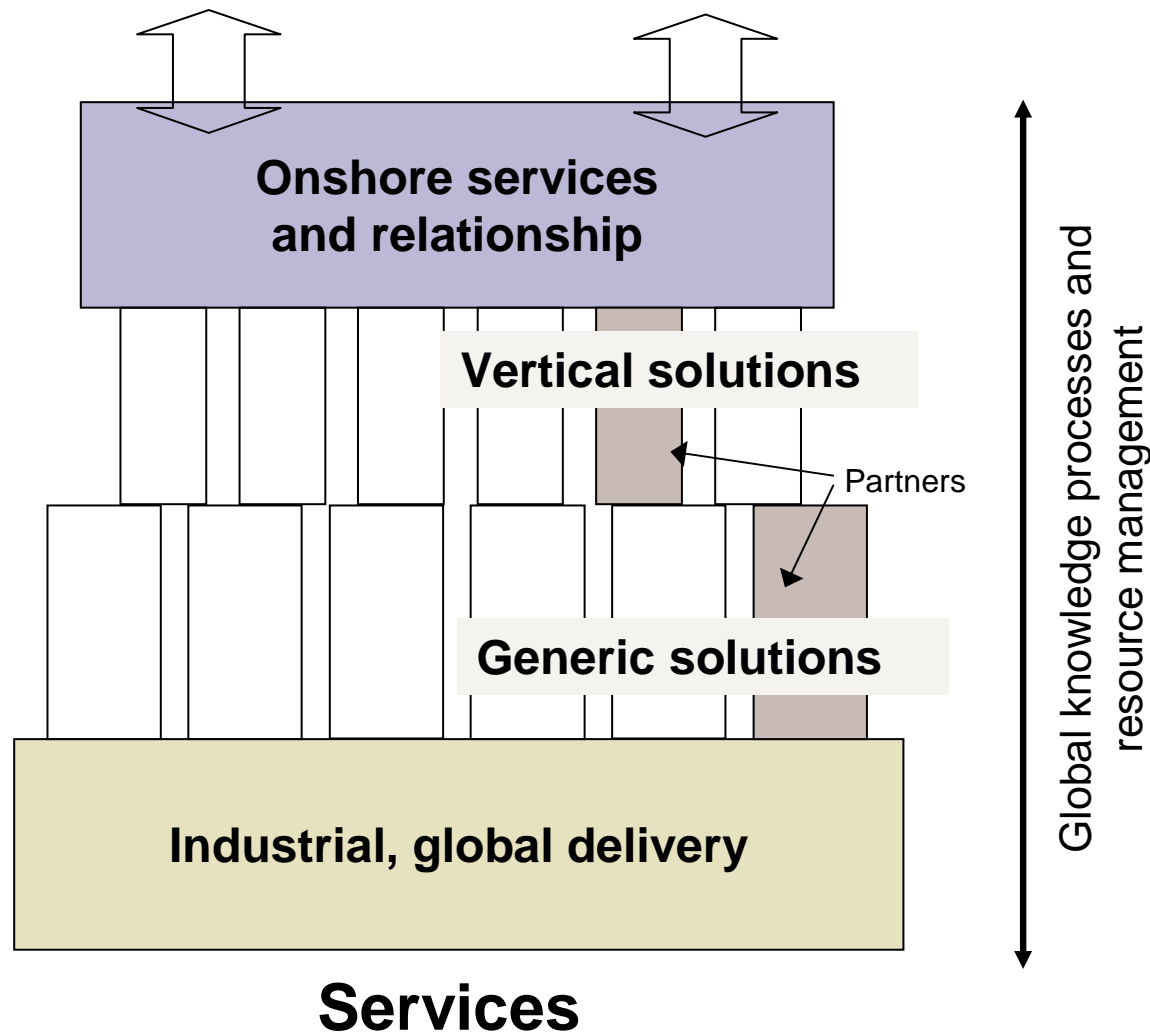 Onshore services
and relationship
Vertical solutions
Partners
Generic solutions
Industrial, global delivery
Services
Global knowledge processes and
resource management